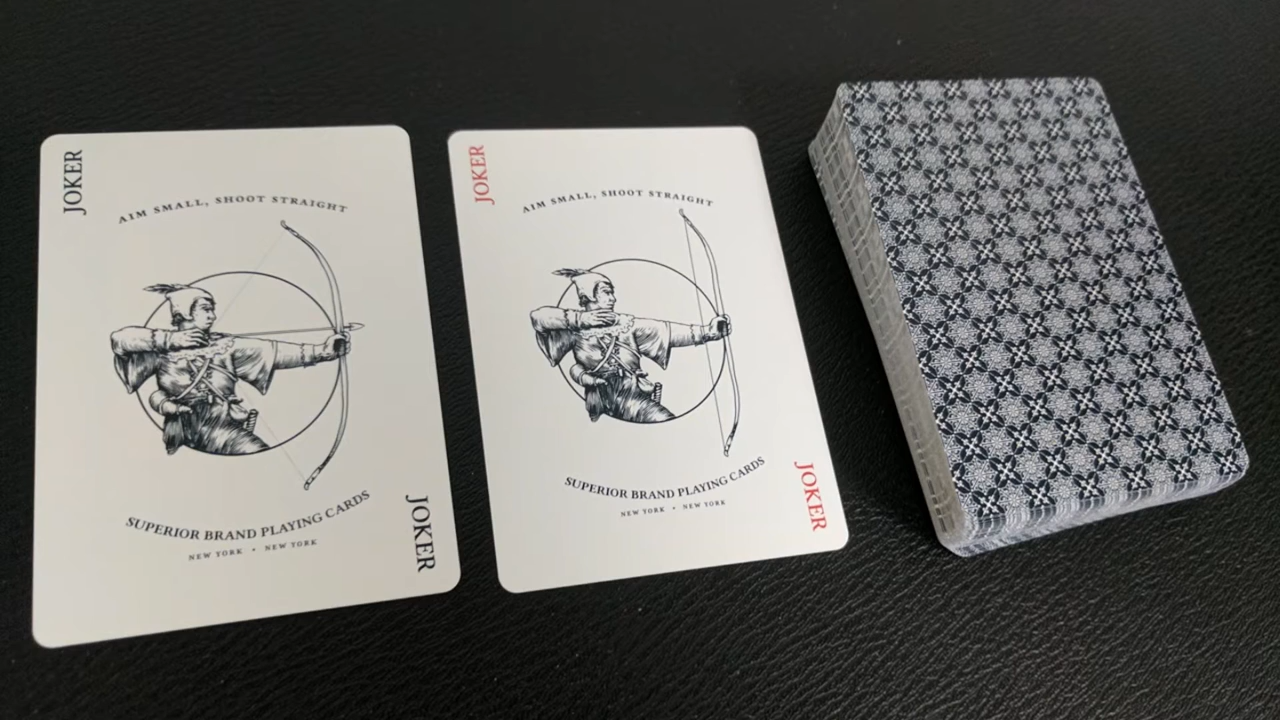 JOKER
AIM SMALL, SHOOT STRAIGHT
SUPERIOR BRAND PLAYING CARDS
NEW YORK • NEW YORK
JOKER
JOKER
AIM SMALL, SHOOT STRAIGHT
SUPERIOR BRAND PLAYING CARDS
NEW YORK • NEW YORK
JOKER